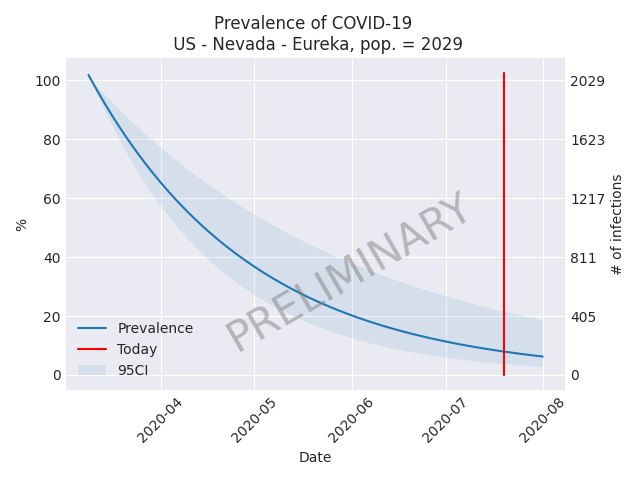 Prevalence of COVID-19
US - Nevada - Eureka, pop. = 2029
100
80
60
40
20
0
%
2029
1623
1217
811
405
0
# of infections
PRELIMINARY
Prevalence
Today
95CI
2020-04
2020-05
2020-06
2020-07
2020-08
Date